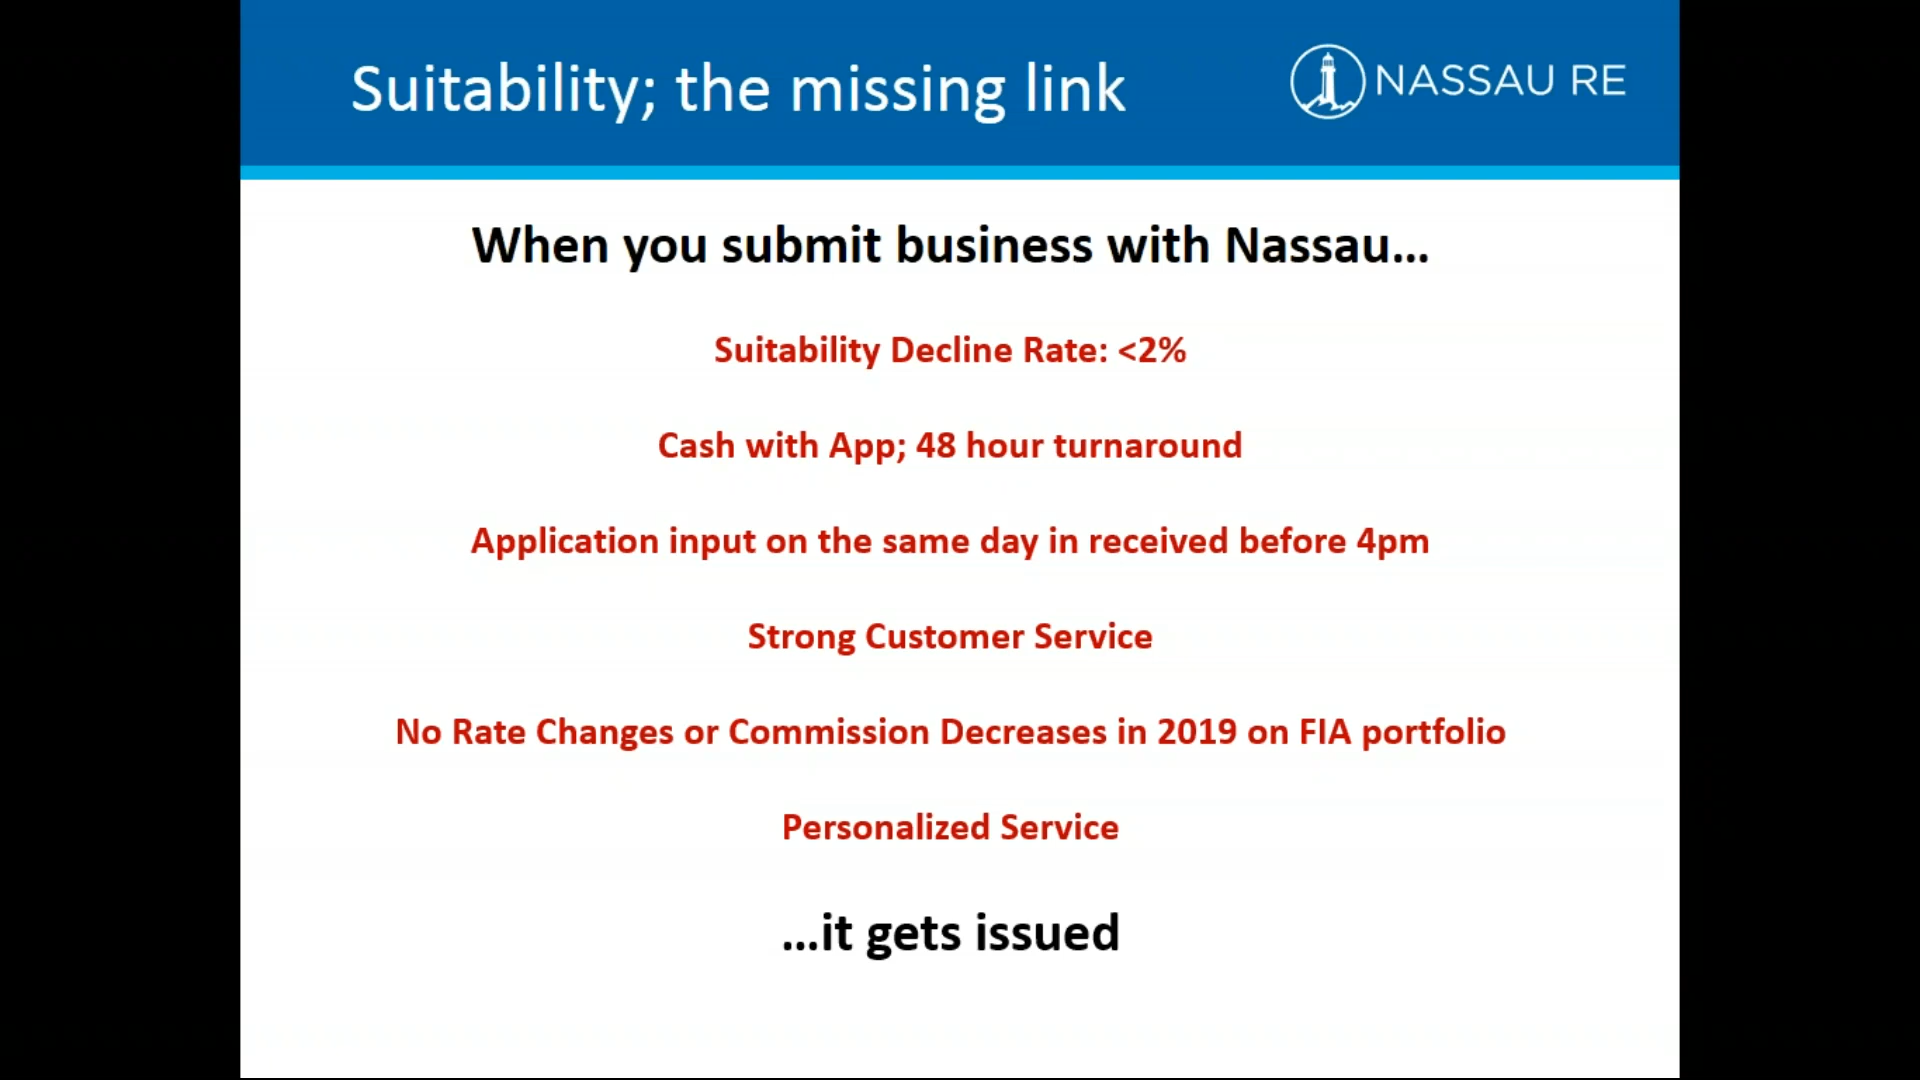 Suitability; the missing link
NASSAU RE
When you submit business with Nassau...
Suitability Decline Rate: <2%
Cash with App; 48 hour turnaround
Application input on the same day in received before 4pm
Strong Customer Service
No Rate Changes or Commission Decreases in 2019 on FIA portfolio
Personalized Service
...it gets issued